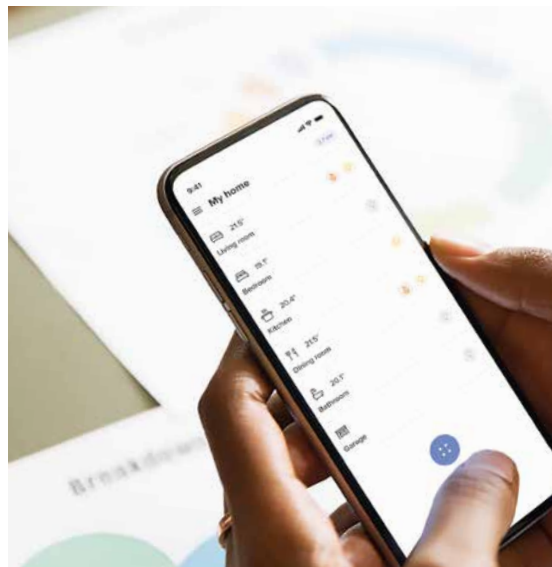 9:41
My home
21.5°
Living room
19.1°
Bedroom
20.4°
Kitchen
21.5°
Dining room
20.1°
Bathroom
Garage
Breakdown